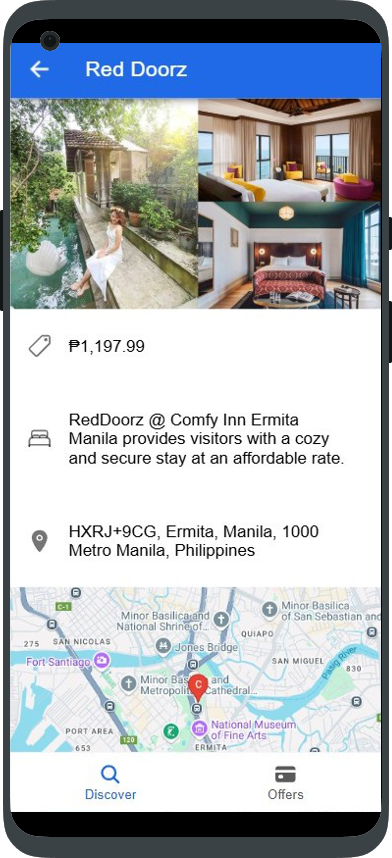 Red Doorz
₱1,197.99
RedDoorz @ Comfy Inn Ermita
Manila provides visitors with a cozy
and secure stay at an affordable rate.
HXRJ+9CG, Ermita, Manila, 1000
Metro Manila, Philippines
C-1
Minor Basilica and
National Shrine of...
Minor Basilica
of San Sebastian and
275
SAN NICOLAS
QUIAPO
Jones Bridge
Fort Santiago
SAN MIGUEL
Pasig River
830
Minor Bas
and
Metropol
Cathedral...
C
PORT AREA
National Museum
of Fine Arts
120
653
ERMITA
Discover
Offers